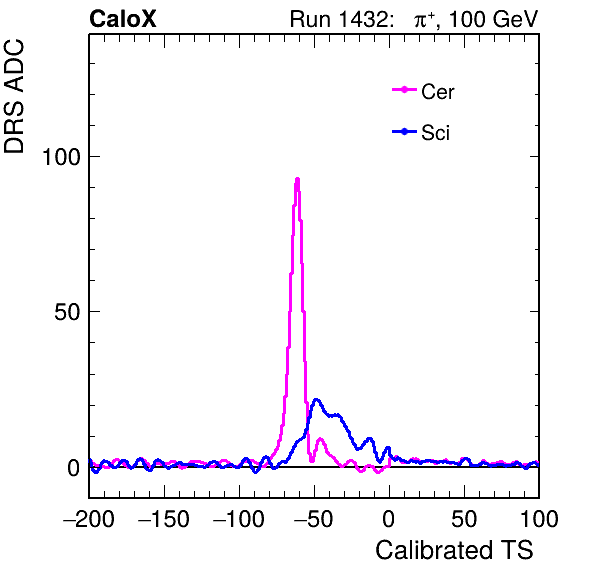 CaloX Run 1432: π⁺, 100 GeV
DRS ADC
Cer
Sci
100
50
0
−200 −150 −100 −50 0 50 100
Calibrated TS